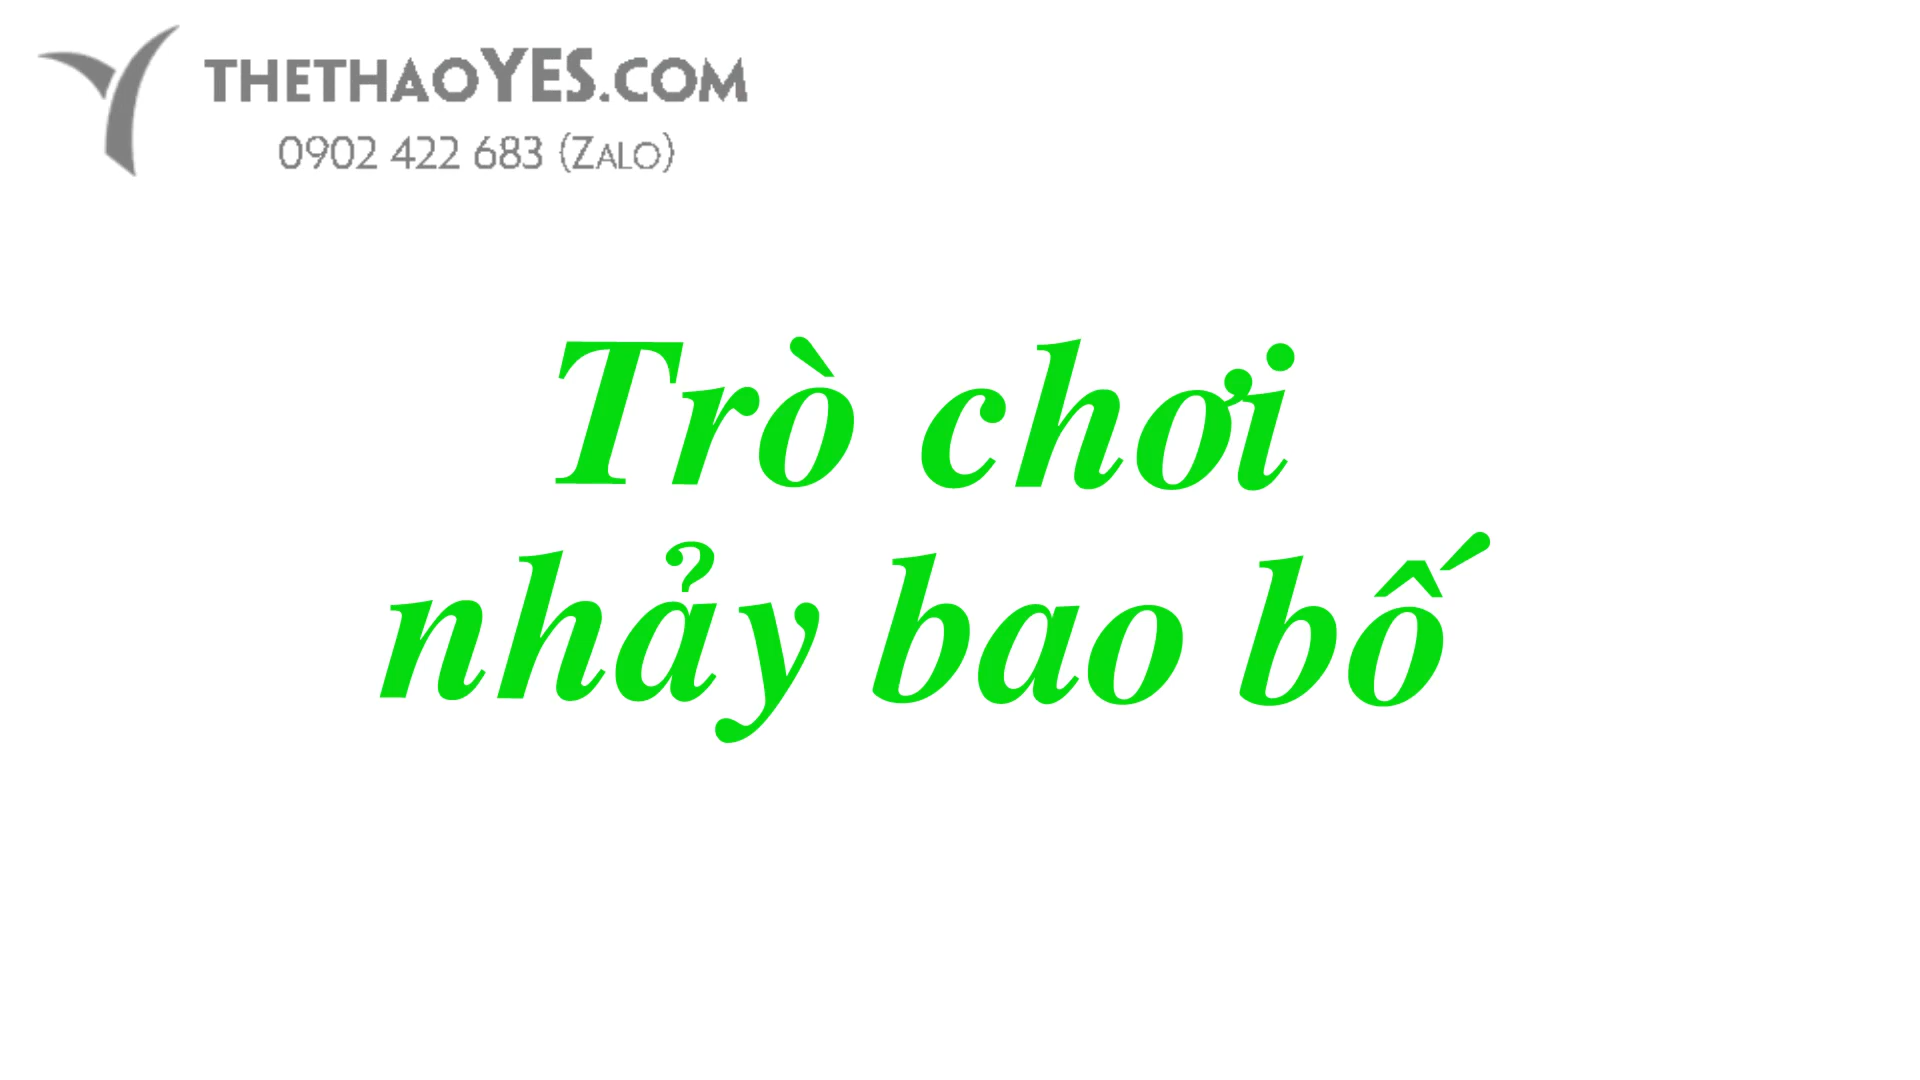 THETHAOYES.COM
0902 422 683 (ZALO)
Trò chơi
nhảy bao bố